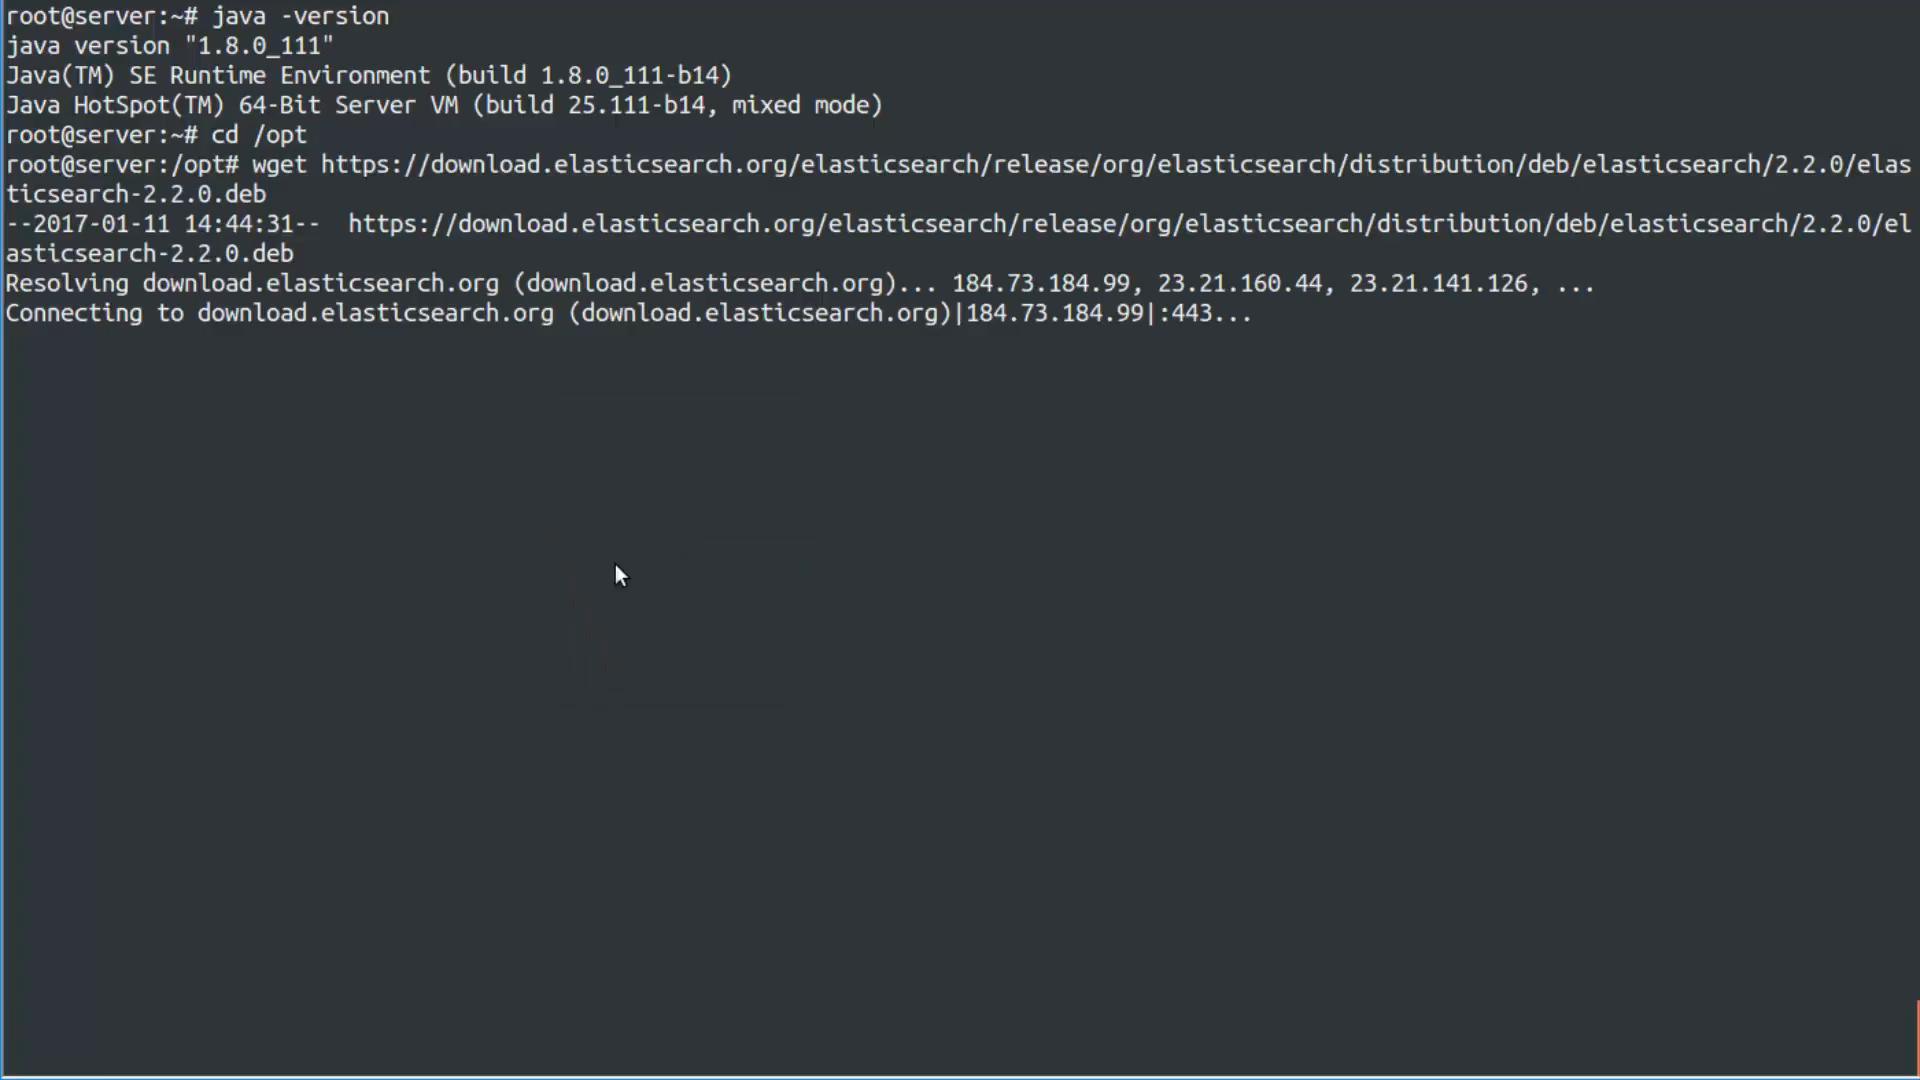 root@server:~# java -version
java version "1.8.0_111"
Java(TM) SE Runtime Environment (build 1.8.0_111-b14)
Java HotSpot(TM) 64-Bit Server VM (build 25.111-b14, mixed mode)
root@server:~# cd /opt
root@server:/opt# wget https://download.elasticsearch.org/elasticsearch/release/org/elasticsearch/distribution/deb/elasticsearch/2.2.0/elas
ticsearch-2.2.0.deb
--2017-01-11 14:44:31--  https://download.elasticsearch.org/elasticsearch/release/org/elasticsearch/distribution/deb/elasticsearch/2.2.0/el
asticsearch-2.2.0.deb
Resolving download.elasticsearch.org (download.elasticsearch.org)... 184.73.184.99, 23.21.160.44, 23.21.141.126, ...
Connecting to download.elasticsearch.org (download.elasticsearch.org)|184.73.184.99|:443...